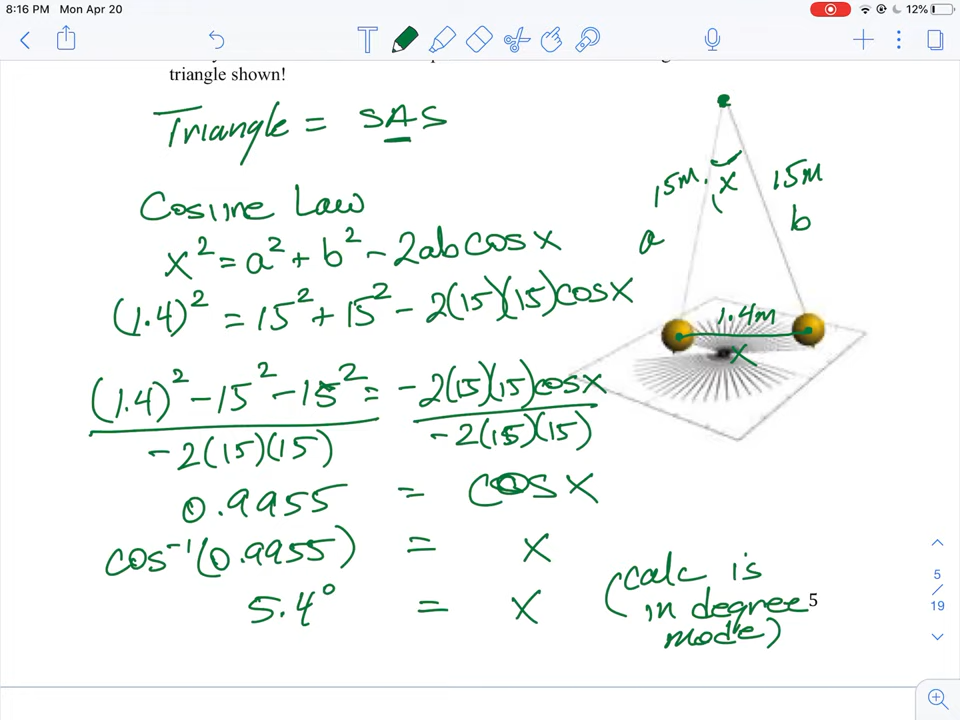 8:16 PM Mon Apr 20
12%
T
triangle shown!
Triangle = SAS
Cosine Law
x² = a² + b² - 2ab cos x
(1.4)² = 15² + 15² - 2(15)(15)cos x
(1.4)² - 15² - 15² = -2(15)(15)cos x
-2(15)(15) -2(15)(15)
0.9955 = cos x
cos⁻¹(0.9955) = x
5.4° = x
(calc is
in degree
mode)
15m
x
15m
a
b
1.4m
x
5
5
/
19